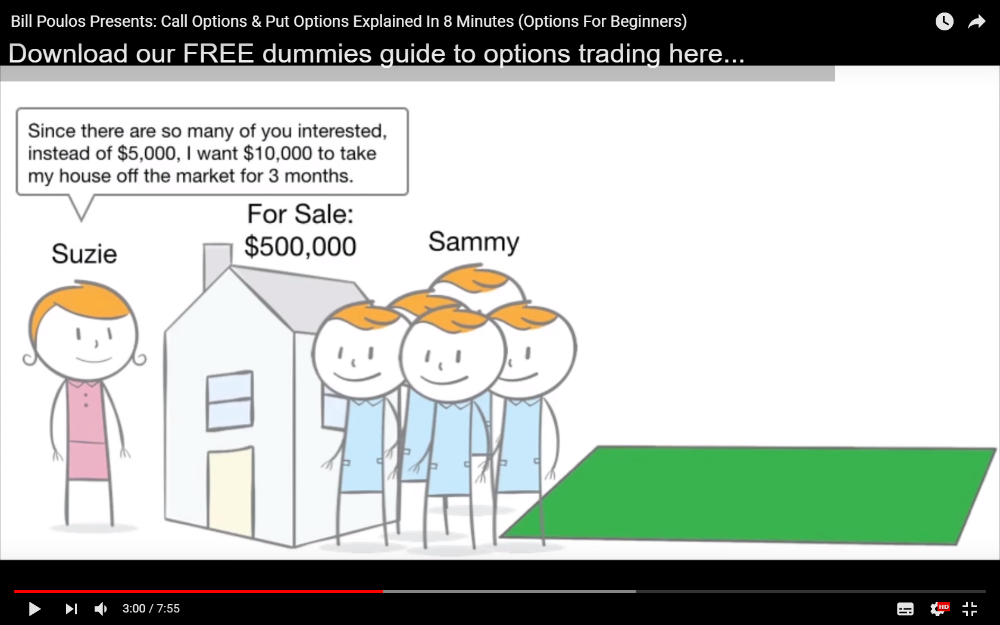 Bill Poulos Presents: Call Options & Put Options Explained In 8 Minutes (Options For Beginners)
Download our FREE dummies guide to options trading here...
Since there are so many of you interested,
instead of $5,000, I want $10,000 to take
my house off the market for 3 months.
For Sale:
$500,000
Suzie
Sammy
3:00 / 7:55
HD